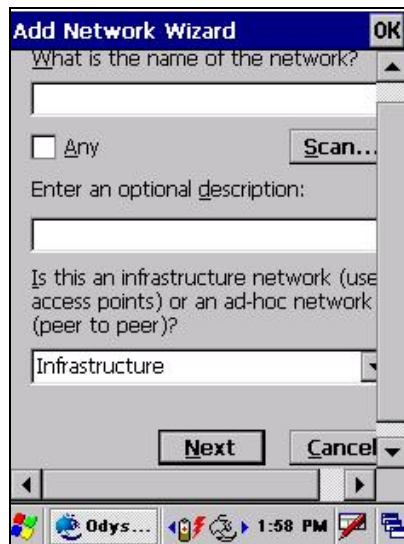 Add Network Wizard OK
What is the name of the network?
Any Scan...
Enter an optional description:
Is this an infrastructure network (use
access points) or an ad-hoc network
(peer to peer)?
Infrastructure
Next Cancel
Odys... 1:58 PM